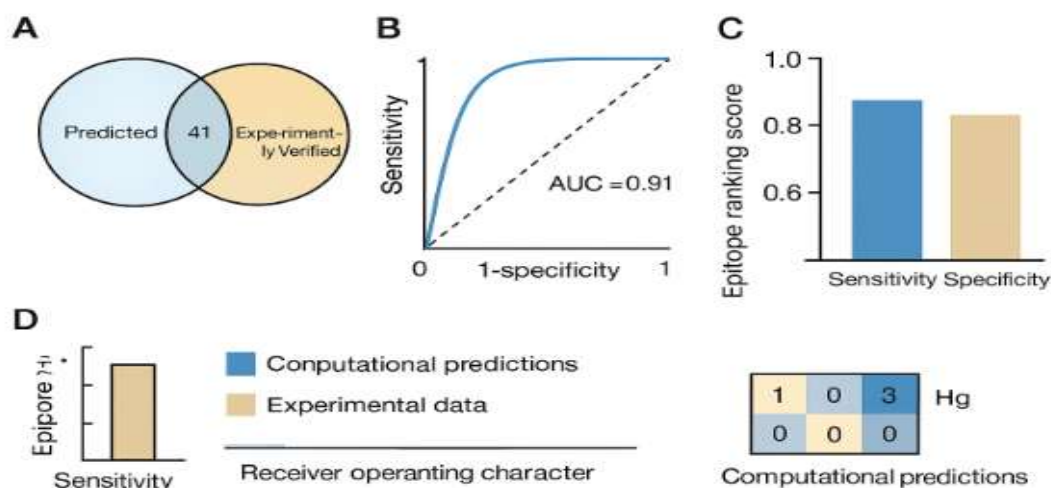 A
Predicted
41
Expe-riment-
ly Verified
B
Sensitivity
1
AUC = 0.91
0
1-specificity
1
C
Epitope ranking score
1.0
0.8
0.6
Sensitivity
Specificity
D
Epipore
Sensitivity
Conputational predictions
Experimental data
Receiver operanting character
1 0 3
Hg
0 0 0
Computational predictions